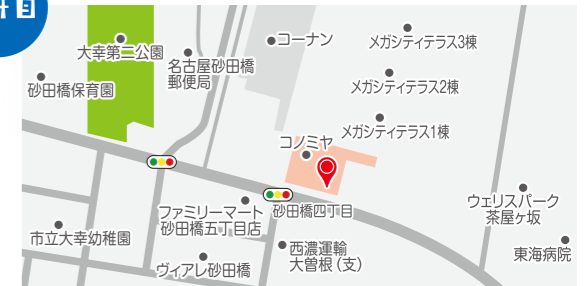 目
大幸第二公園
コーナン
メガシティテラス3棟
名古屋砂田橋
郵便局
砂田橋保育園
メガシティテラス2棟
メガシティテラス1棟
コノミヤ
ファミリーマート
砂田橋五丁目店
砂田橋四丁目
ウェリスパーク
茶屋ヶ坂
市立大幸幼稚園
西濃運輸
大曽根(支)
東海病院
ヴィアレ砂田橋